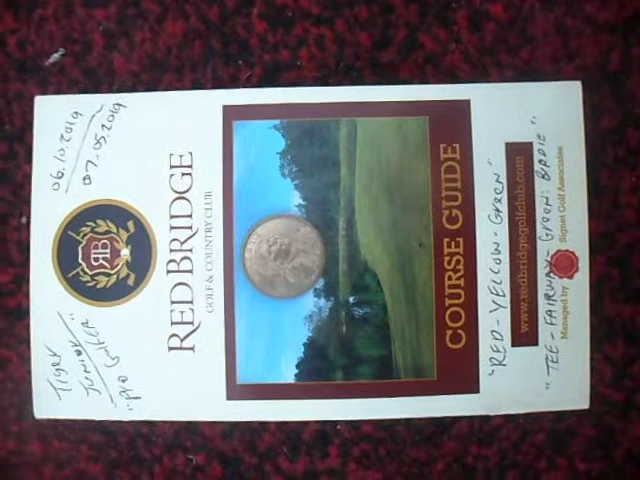 TIGER
JUNIOR
"PRO GOLFER"
06.10.2019
07.05.2019
RB
RED BRIDGE
GOLF & COUNTRY CLUB
COURSE GUIDE
"RED - YELLOW - GREEN"
www.redbridgegolfclub.com
"TEE - FAIRWAY - GREEN: BIRDIE"
Managed by Signet Golf Associates